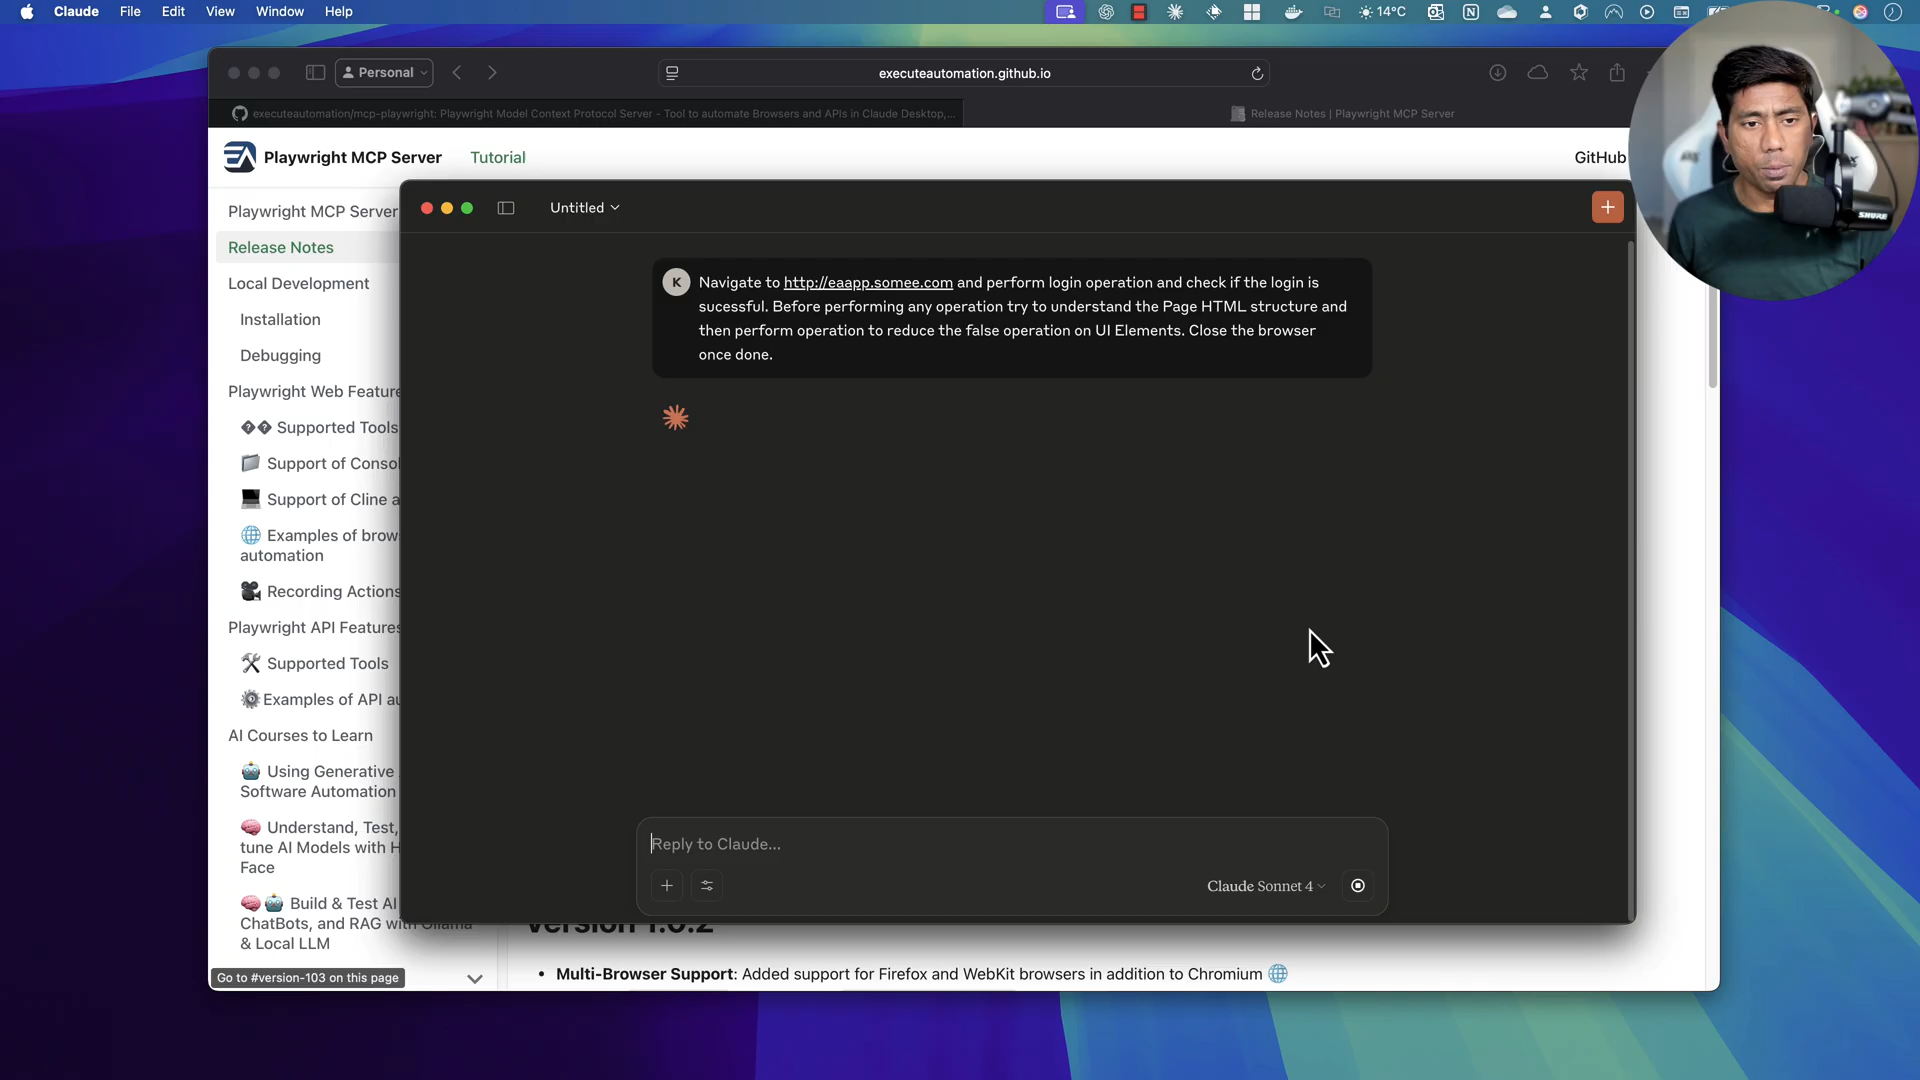 Claude File Edit View Window Help
14°C
Personal
executeautomation.github.io
executeautomation/mcp-playwright: Playwright Model Context Protocol Server - Tool to automate Browsers and APIs in Claude Desktop,...
Release Notes | Playwright MCP Server
Playwright MCP Server
Tutorial
GitHub
Playwright MCP Server
Release Notes
Local Development
Installation
Debugging
Playwright Web Feature
�� Supported Tools
Support of Consol
Support of Cline a
Examples of brow
automation
Recording Actions
Playwright API Features
Supported Tools
Examples of API au
AI Courses to Learn
Using Generative
Software Automation
Understand, Test,
tune AI Models with H
Face
Build & Test AI
ChatBots, and RAG with Ollama
& Local LLM
Go to #version-103 on this page
Untitled
K
Navigate to http://eaapp.somee.com and perform login operation and check if the login is
sucessful. Before performing any operation try to understand the Page HTML structure and
then perform operation to reduce the false operation on UI Elements. Close the browser
once done.
Reply to Claude...
Claude Sonnet 4
Version 1.0.2
• Multi-Browser Support: Added support for Firefox and WebKit browsers in addition to Chromium
SHURE